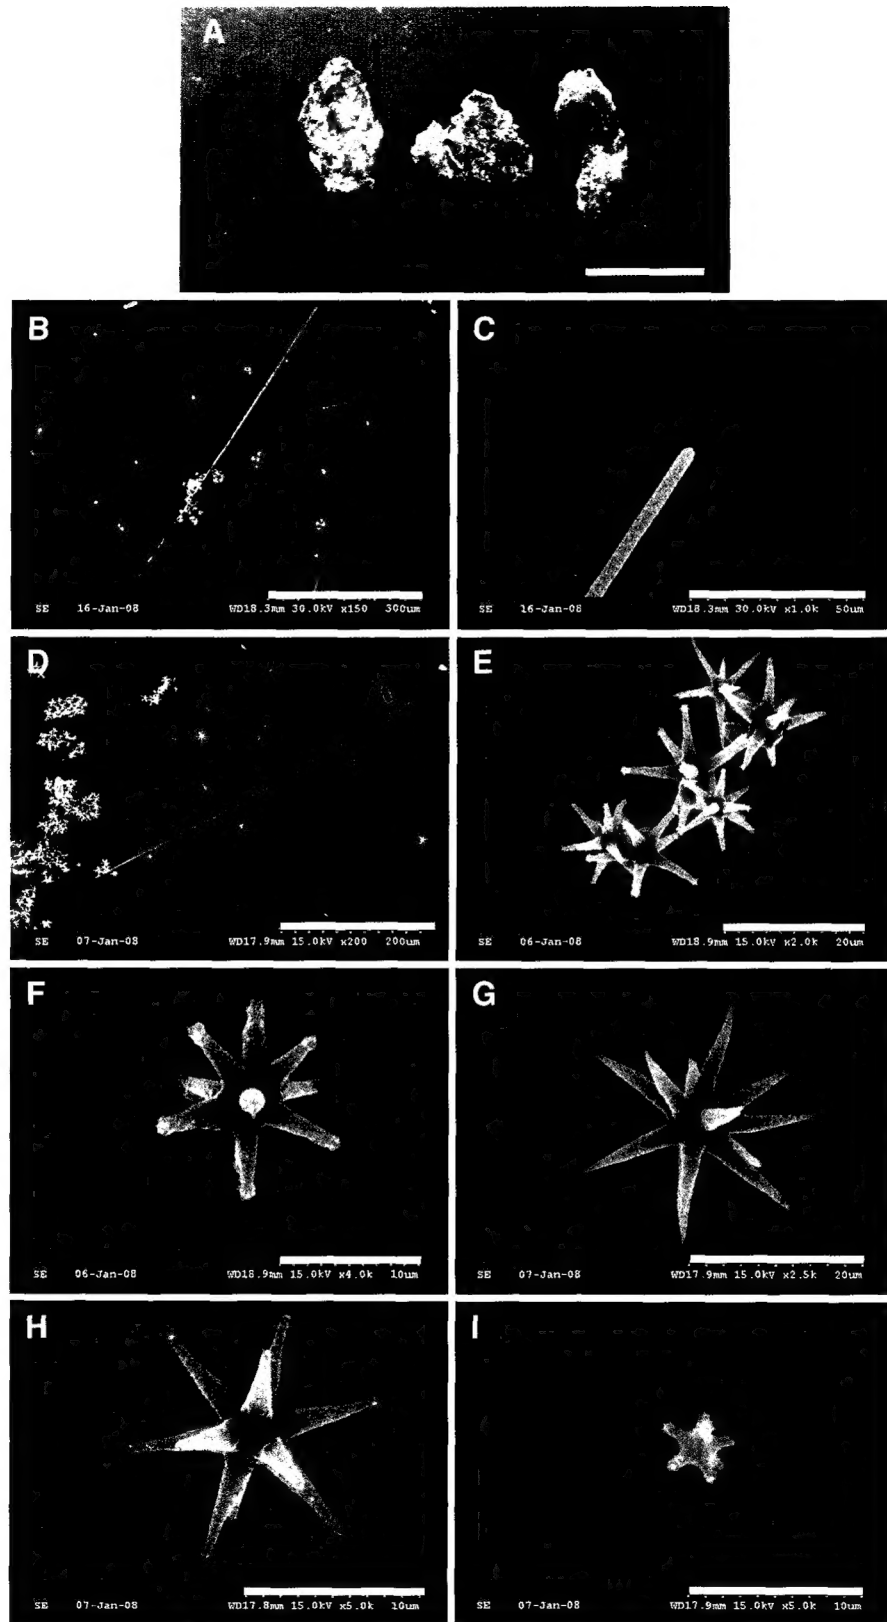 A
B
C
SE 16-Jan-08 WD18.3mm 30.0kV x150 300um
SE 16-Jan-08 WD18.3mm 30.0kV x1.0k 50um
D
E
SE 07-Jan-08 WD17.9mm 15.0kV x200 200um
SE 06-Jan-08 WD18.9mm 15.0kV x2.0k 20um
F
G
SE 06-Jan-08 WD18.9mm 15.0kV x4.0k 10um
SE 07-Jan-08 WD17.9mm 15.0kV x2.5k 20um
H
I
SE 07-Jan-08 WD17.8mm 15.0kV x5.0k 10um
SE 07-Jan-08 WD17.9mm 15.0kV x5.0k 10um